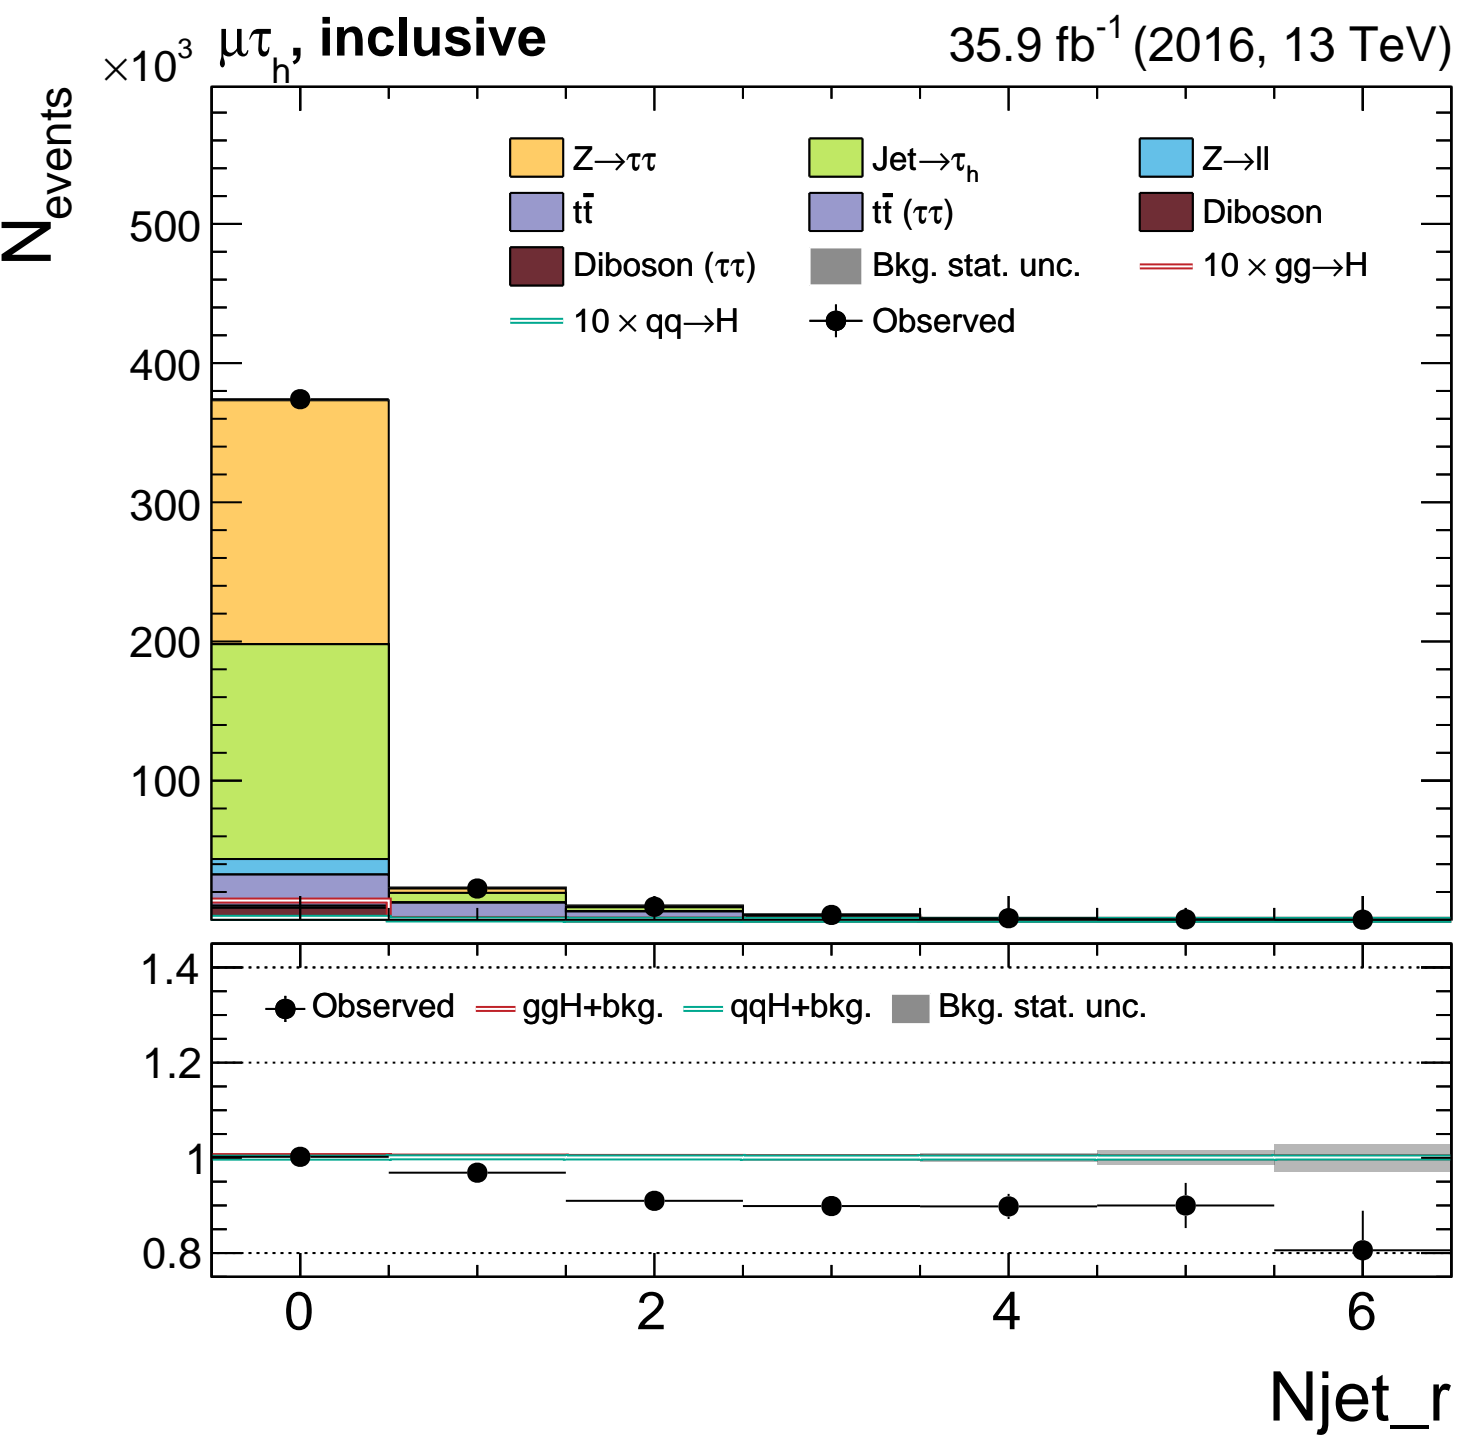 ×10³ μτₕ, inclusive 35.9 fb⁻¹ (2016, 13 TeV)
N_events
Z→ττ Jet→τₕ Z→ll
tt̄ tt̄ (ττ) Diboson
Diboson (ττ) Bkg. stat. unc. 10 × gg→H
10 × qq→H Observed
500
400
300
200
100
1.4
Observed ggH+bkg. qqH+bkg. Bkg. stat. unc.
1.2
1
0.8
0 2 4 6
Njet_r